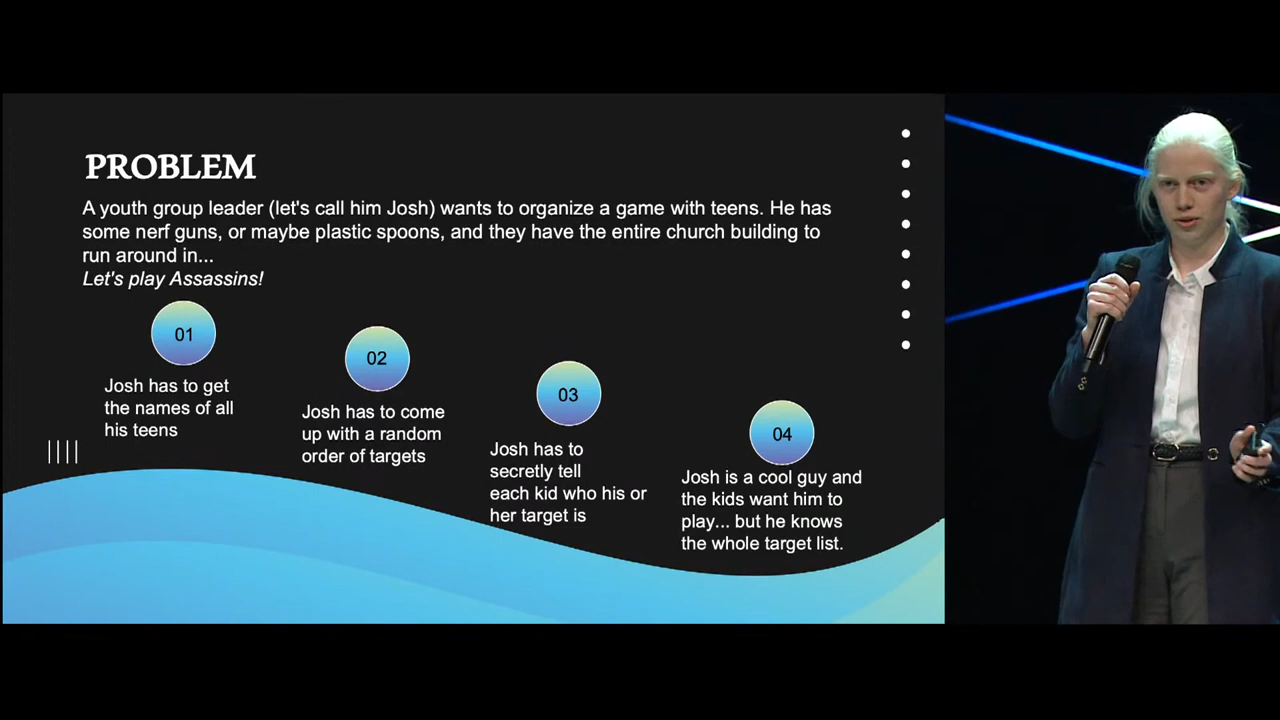 PROBLEM
A youth group leader (let's call him Josh) wants to organize a game with teens. He has
some nerf guns, or maybe plastic spoons, and they have the entire church building to
run around in...
Let's play Assassins!
01
Josh has to get
the names of all
his teens
02
Josh has to come
up with a random
order of targets
03
Josh has to
secretly tell
each kid who his or
her target is
04
Josh is a cool guy and
the kids want him to
play... but he knows
the whole target list.